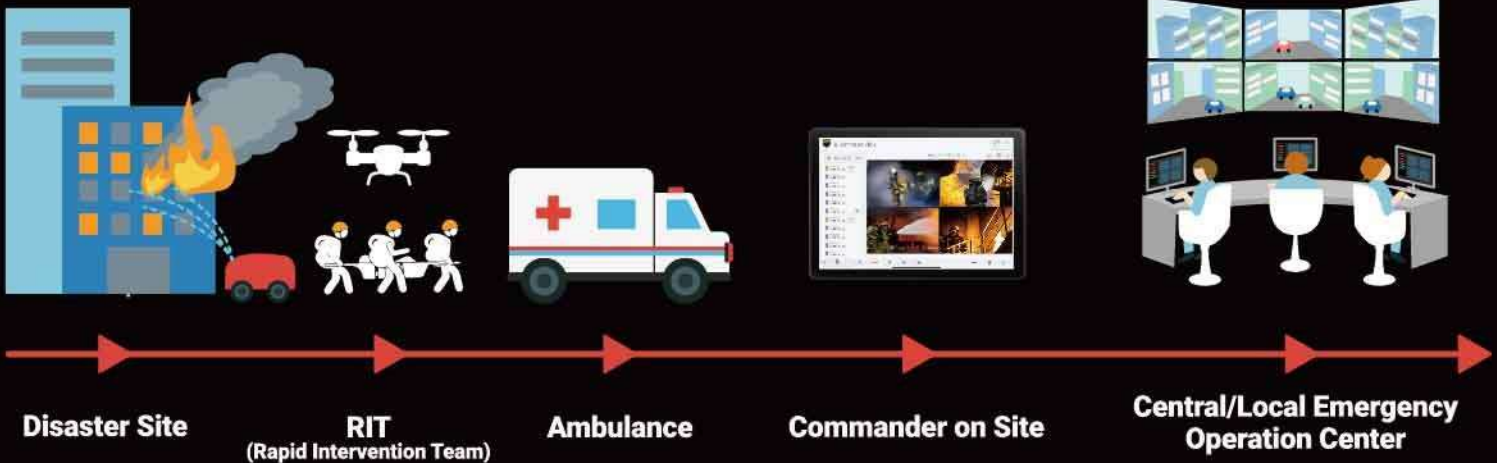 Disaster Site
RIT
(Rapid Intervention Team)
Ambulance
Commander on Site
Central/Local Emergency
Operation Center